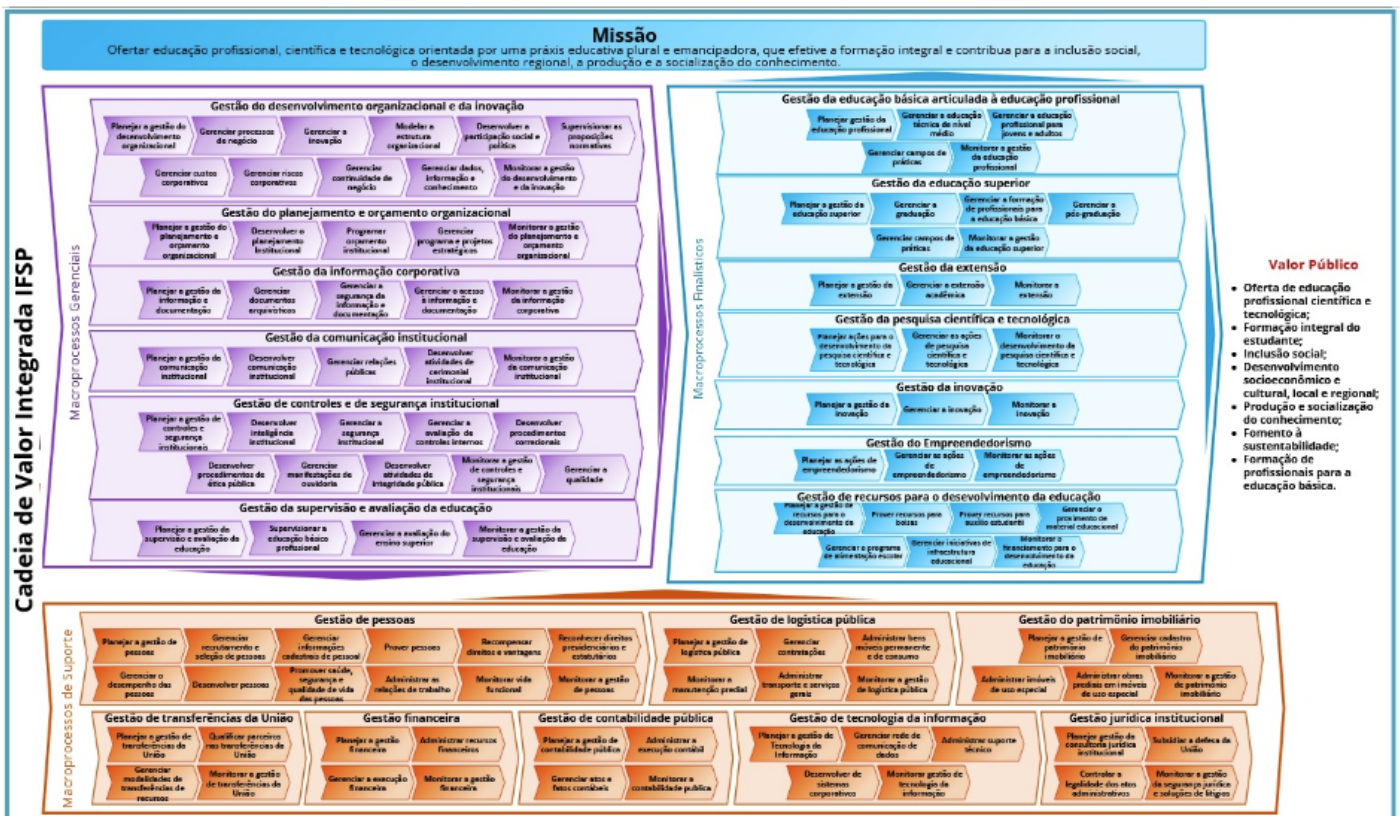 Missão
Ofertar educação profissional, científica e tecnológica orientada por uma práxis educativa plural e emancipadora, que efetive a formação integral e contribua para a inclusão social,
o desenvolvimento regional, a produção e a socialização do conhecimento.
Cadeia de Valor Integrada IFSP
Macroprocessos Gerenciais
Gestão do desenvolvimento organizacional e da inovação
Planejar a gestão do
desenvolvimento
organizacional
Gerenciar processos
de negócio
Gerenciar a
inovação
Modelar a
estrutura
organizacional
Desenvolver a
participação social e
política
Supervisionar as
proposições
normativas
Gerenciar custos
corporativos
Gerenciar riscos
corporativos
Gerenciar
continuidade de
negócio
Gerenciar dados,
informação e
conhecimento
Monitorar a gestão
do desenvolvimento
e da inovação
Gestão do planejamento e orçamento organizacional
Planejar a gestão do
planejamento e
orçamento
organizacional
Desenvolver o
planejamento
institucional
Programar
orçamento
institucional
Gerenciar
programa e projetos
estratégicos
Monitorar a gestão
do planejamento e
orçamento
organizacional
Gestão da informação corporativa
Planejar a gestão da
informação e
documentação
Gerenciar
documentos
arquivísticos
Gerenciar a
segurança da
informação e
documentação
Gerenciar o acesso
à informação e
documentação
Monitorar a gestão
da informação
corporativa
Gestão da comunicação institucional
Planejar a gestão da
comunicação
institucional
Desenvolver
comunicação
institucional
Gerenciar relações
públicas
Desenvolver
atividades de
cerimonial
institucional
Monitorar a gestão
da comunicação
institucional
Gestão de controles e de segurança institucional
Planejar a gestão de
controles e
segurança
institucionais
Desenvolver
inteligência
institucional
Gerenciar a
segurança
institucional
Gerenciar a
avaliação de
controles internos
Desenvolver
procedimentos
correcionais
Desenvolver
procedimentos de
ética pública
Gerenciar
manifestações de
ouvidoria
Desenvolver
atividades de
integridade pública
Monitorar a gestão
de controles e
segurança
institucionais
Gerenciar a
qualidade
Gestão da supervisão e avaliação da educação
Planejar a gestão da
supervisão e avaliação da
educação
Supervisionar a
educação básica
profissional
Gerenciar a avaliação do
ensino superior
Monitorar a gestão da
supervisão e avaliação da
educação
Macroprocessos Finalísticos
Gestão da educação básica articulada à educação profissional
Planejar gestão da
educação profissional
Gerenciar a educação
técnica de nível
médio
Gerenciar a educação
profissional para
jovens e adultos
Gerenciar campos de
práticas
Monitorar a gestão
da educação
profissional
Gestão da educação superior
Planejar a gestão da
educação superior
Gerenciar a
graduação
Gerenciar a formação
de profissionais para
a educação básica
Gerenciar a
pós-graduação
Gerenciar campos de
práticas
Monitorar a gestão
da educação superior
Gestão da extensão
Planejar a gestão da
extensão
Gerenciar a extensão
acadêmica
Monitorar a
extensão
Gestão da pesquisa científica e tecnológica
Planejar ações para o
desenvolvimento da
pesquisa científica e
tecnológica
Gerenciar as ações
de pesquisa
científica e
tecnológica
Monitorar o
desenvolvimento da
pesquisa científica e
tecnológica
Gestão da inovação
Planejar a gestão da
inovação
Gerenciar a inovação
Monitorar a
inovação
Gestão do Empreendedorismo
Planejar as ações de
empreendedorismo
Gerenciar as ações
de
empreendedorismo
Monitorar as ações
de
empreendedorismo
Gestão de recursos para o desevolvimento da educação
Planejar a gestão de
recursos para o
desenvolvimento da
educação
Prover recursos para
bolsas
Prover recursos para
auxílio estudantil
Gerenciar o
provimento de
material educacional
Gerenciar o programa
de alimentação escolar
Gerenciar iniciativas de
infraestrutura
educacional
Monitorar o
financiamento para o
desenvolvimento da
educação
Valor Público
• Oferta de educação
profissional científica e
tecnológica;
• Formação integral do
estudante;
• Inclusão social;
• Desenvolvimento
socioeconômico e
cultural, local e regional;
• Produção e socialização
do conhecimento;
• Fomento à
sustentabilidade;
• Formação de
profissionais para a
educação básica.
Macroprocessos de Suporte
Gestão de pessoas
Planejar a gestão de
pessoas
Gerenciar
recrutamento e
seleção de pessoas
Gerenciar
informações
cadastrais de pessoal
Prover pessoas
Recompensar
direitos e vantagens
Reconhecer direitos
previdenciários e
estatutários
Gerenciar o
desempenho das
pessoas
Desenvolver pessoas
Promover saúde,
segurança e
qualidade de vida
das pessoas
Administrar as
relações de trabalho
Monitorar vida
funcional
Monitorar a gestão
de pessoas
Gestão de logística pública
Planejar a gestão de
logística pública
Gerenciar
contratações
Administrar bens
móveis permanente
e de consumo
Monitorar a
manutenção predial
Administrar
transporte e serviços
gerais
Monitorar a gestão
de logística pública
Gestão do patrimônio imobiliário
Planejar a gestão de
patrimônio
imobiliário
Gerenciar cadastro
do patrimônio
imobiliário
Administrar imóveis
de uso especial
Administrar obras
prediais em imóveis
de uso especial
Monitorar a gestão
de patrimônio
imobiliário
Gestão de transferências da União
Planejar a gestão de
transferências da
União
Qualificar parceiros
nas transferências da
União
Gerenciar
modalidades de
transferências de
recursos
Monitorar a gestão
de transferências da
União
Gestão financeira
Planejar a gestão
financeira
Administrar recursos
financeiros
Gerenciar a execução
financeira
Monitorar a gestão
financeira
Gestão de contabilidade pública
Planejar a gestão de
contabilidade pública
Administrar a
execução contábil
Gerenciar atos e
fatos contábeis
Monitorar a
contabilidade publica
Gestão de tecnologia da informação
Planejar a gestão de
Tecnologia da
Informação
Gerenciar rede de
comunicação de
dados
Administrar suporte
técnico
Desenvolver de
sistemas
corporativos
Monitorar gestão de
tecnologia da
informação
Gestão jurídica institucional
Planejar gestão da
consultoria jurídica
institucional
Subsidiar a defesa da
União
Controlar a
legalidade dos atos
administrativos
Monitorar a gestão
da segurança jurídica
e soluções de litígios